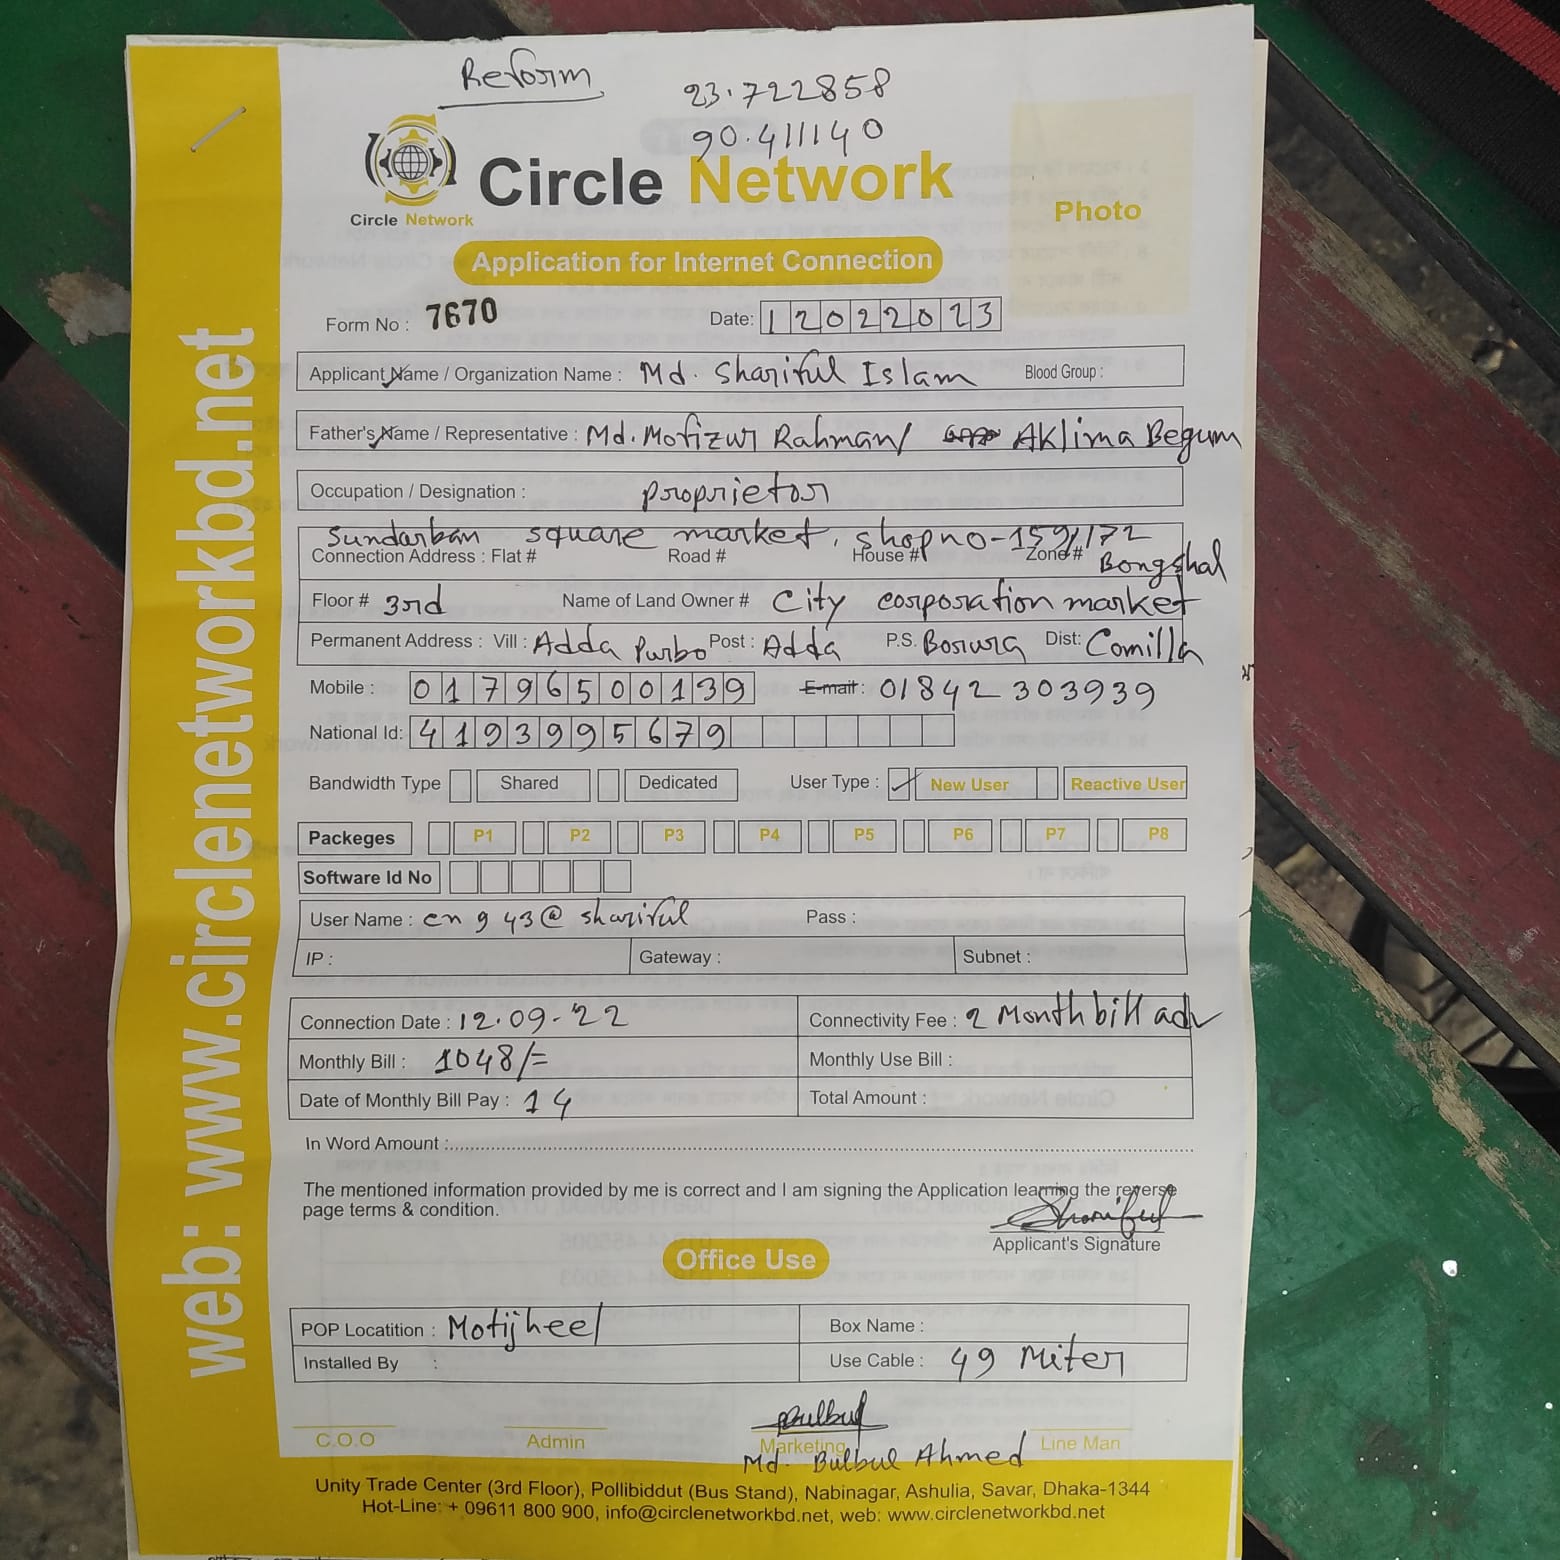 Reform
23.722858
90.411140
Circle Network
Circle Network
Photo
Application for Internet Connection
Form No : 7670 Date: 12022023
Applicant Name / Organization Name : Md. Shariful Islam Blood Group :
Father's Name / Representative : Md. Mofizur Rahman/ Aklima Begum
Occupation / Designation : proprietor
Sundarban square market, shop no-159/172
Connection Address : Flat # Road # House # Zone # Bongshal
Floor # 3rd Name of Land Owner # City corporation market
Permanent Address : Vill : Adda Purbo Post : Adda P.S. Borura Dist: Comilla
Mobile : 01796500139 E-mail : 01842303939
National Id: 4193995679
Bandwidth Type Shared Dedicated User Type : New User Reactive User
Packeges P1 P2 P3 P4 P5 P6 P7 P8
Software Id No
User Name : cn943@shariful Pass :
IP : Gateway : Subnet :
Connection Date : 12.09.22 Connectivity Fee : 2 Month bill adv
Monthly Bill : 1048/= Monthly Use Bill :
Date of Monthly Bill Pay : 14 Total Amount :
In Word Amount :
The mentioned information provided by me is correct and I am signing the Application learning the reverse
page terms & condition.
Shariful
Applicant's Signature
Office Use
POP Locatition : Motijheel Box Name :
Installed By : Use Cable : 49 Miter
Bulbul
C.O.O Admin Marketing Line Man
Md. Bulbul Ahmed
Unity Trade Center (3rd Floor), Pollibiddut (Bus Stand), Nabinagar, Ashulia, Savar, Dhaka-1344
Hot-Line: + 09611 800 900, info@circlenetworkbd.net, web: www.circlenetworkbd.net
web: www.circlenetworkbd.net